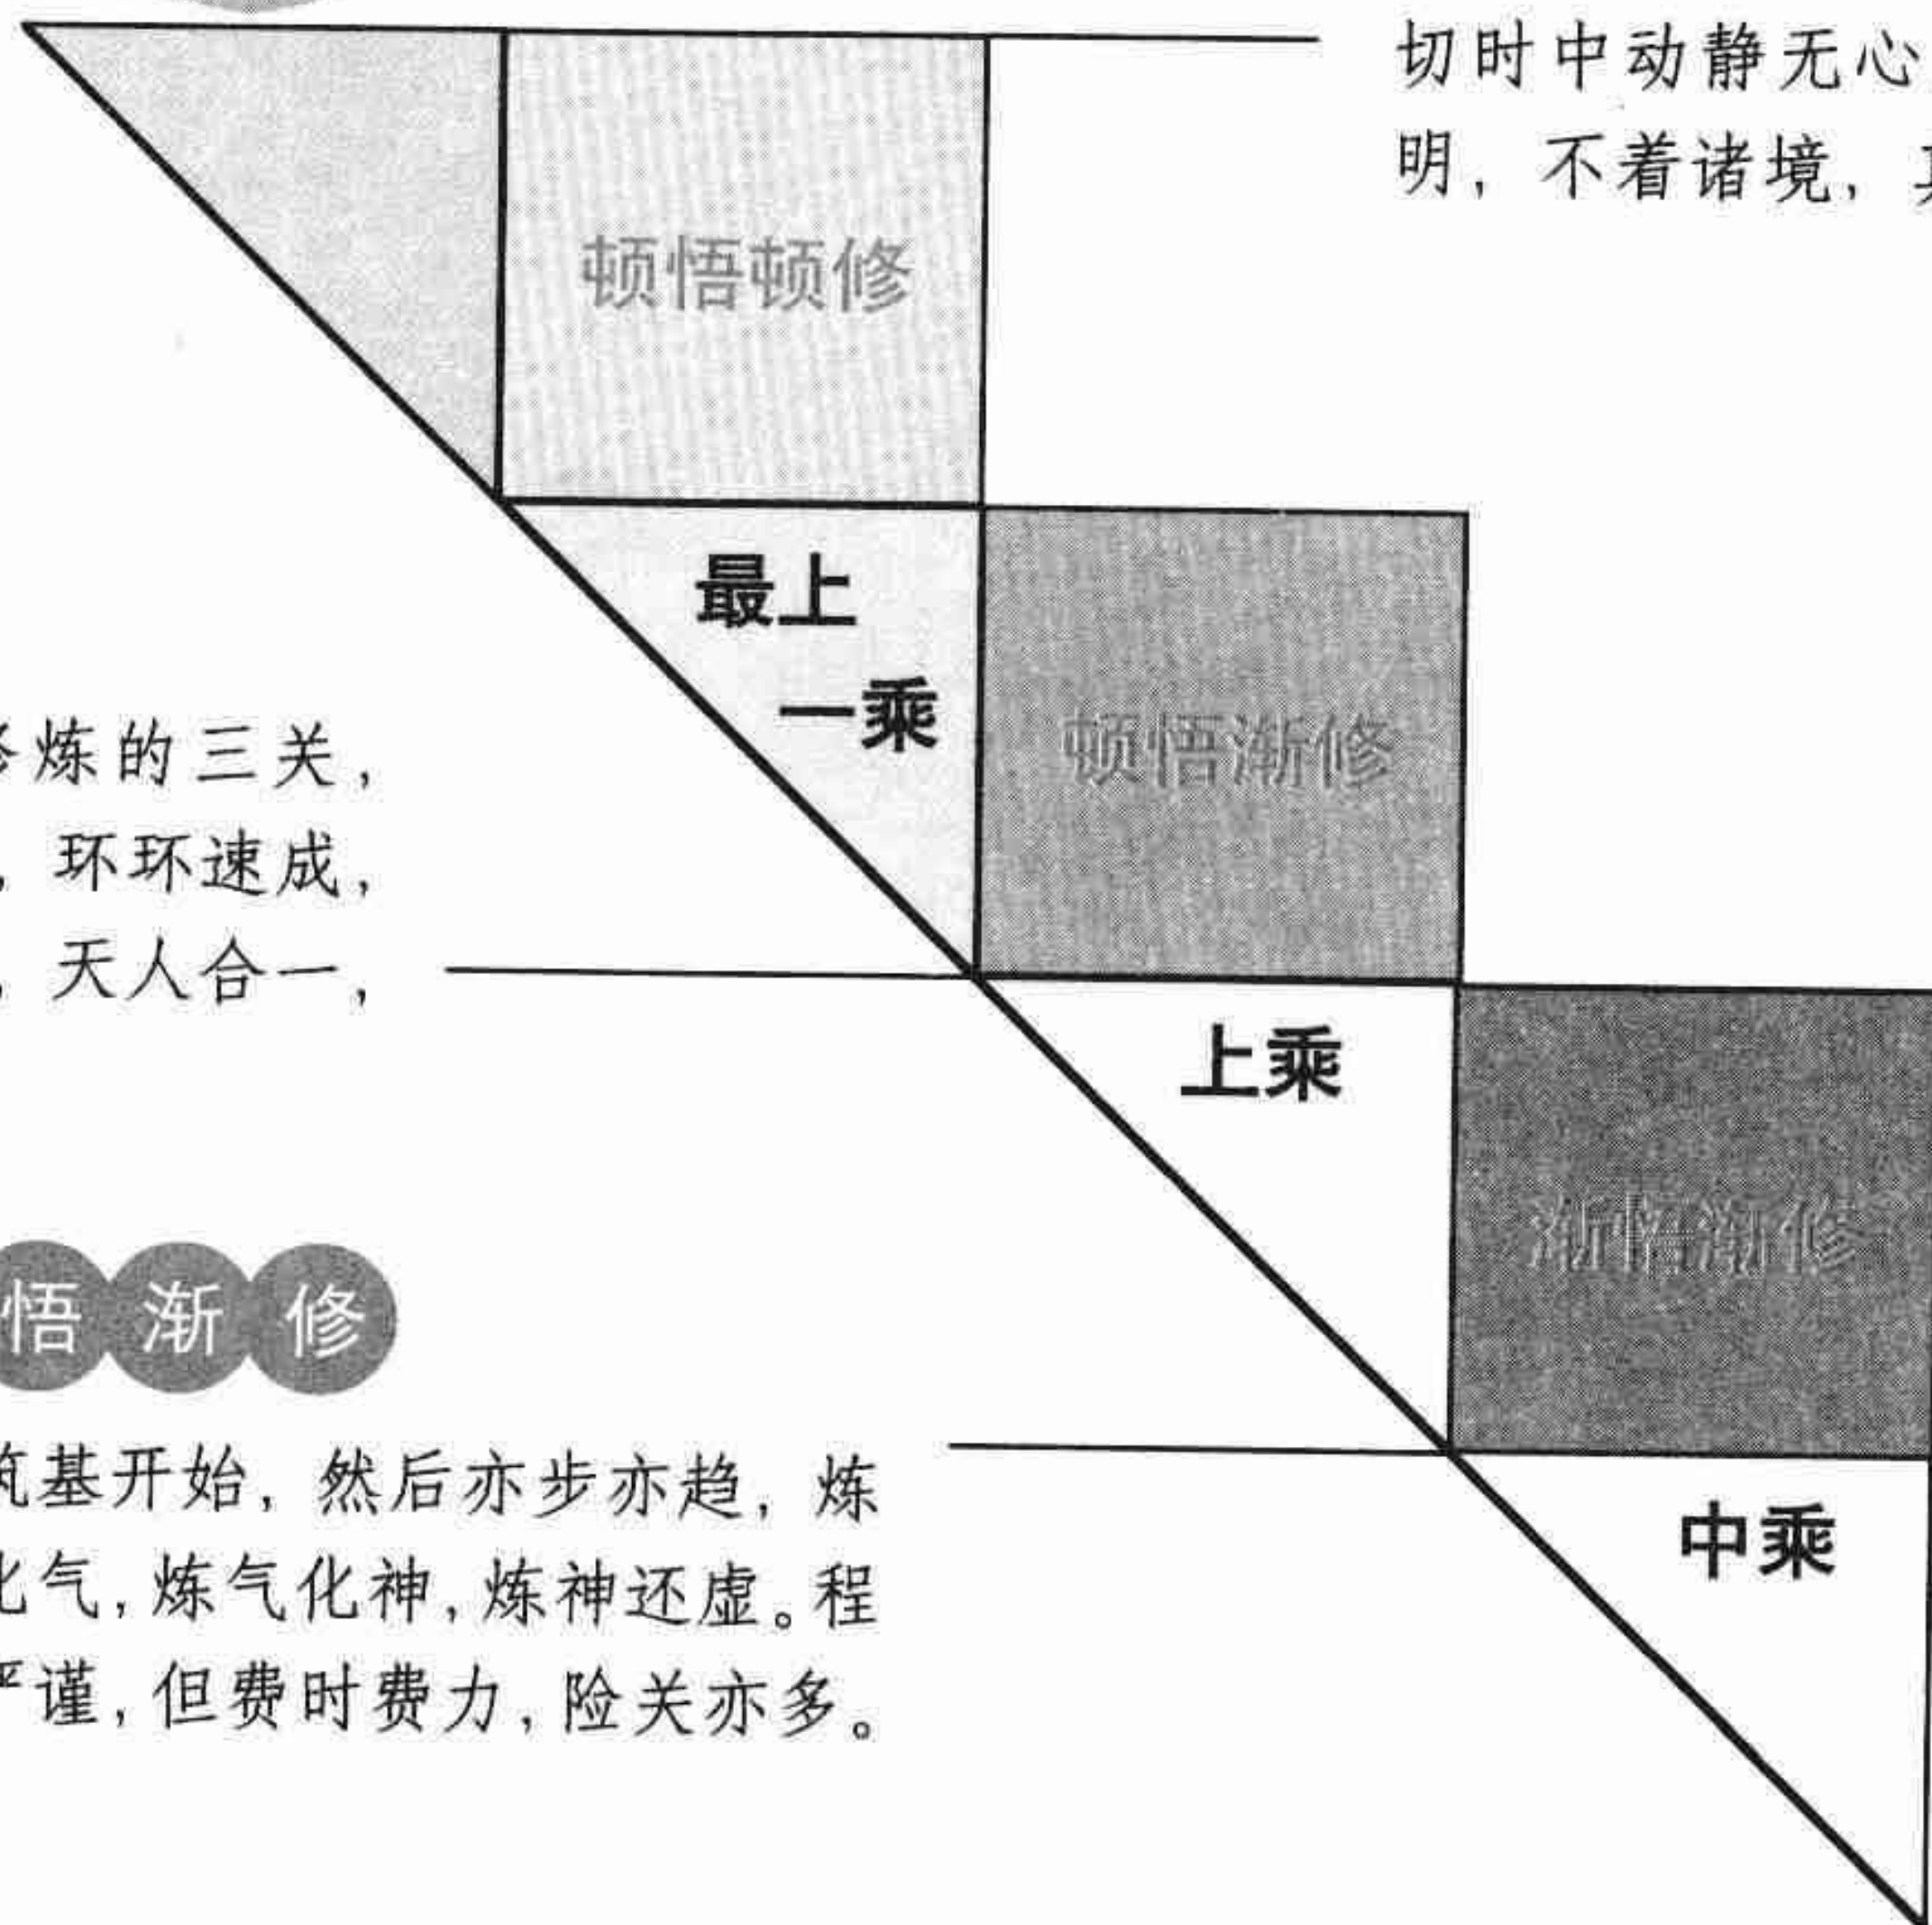 切时中动静无心
明，不着诸境，
顿悟顿修
最上
一乘
顿悟渐修
炼的三关，
，环环速成，
，天人合一，
上乘
渐悟渐修
悟渐修
筑基开始，然后亦步亦趋，炼
化气，炼气化神，炼神还虚。程
严谨，但费时费力，险关亦多。
中乘